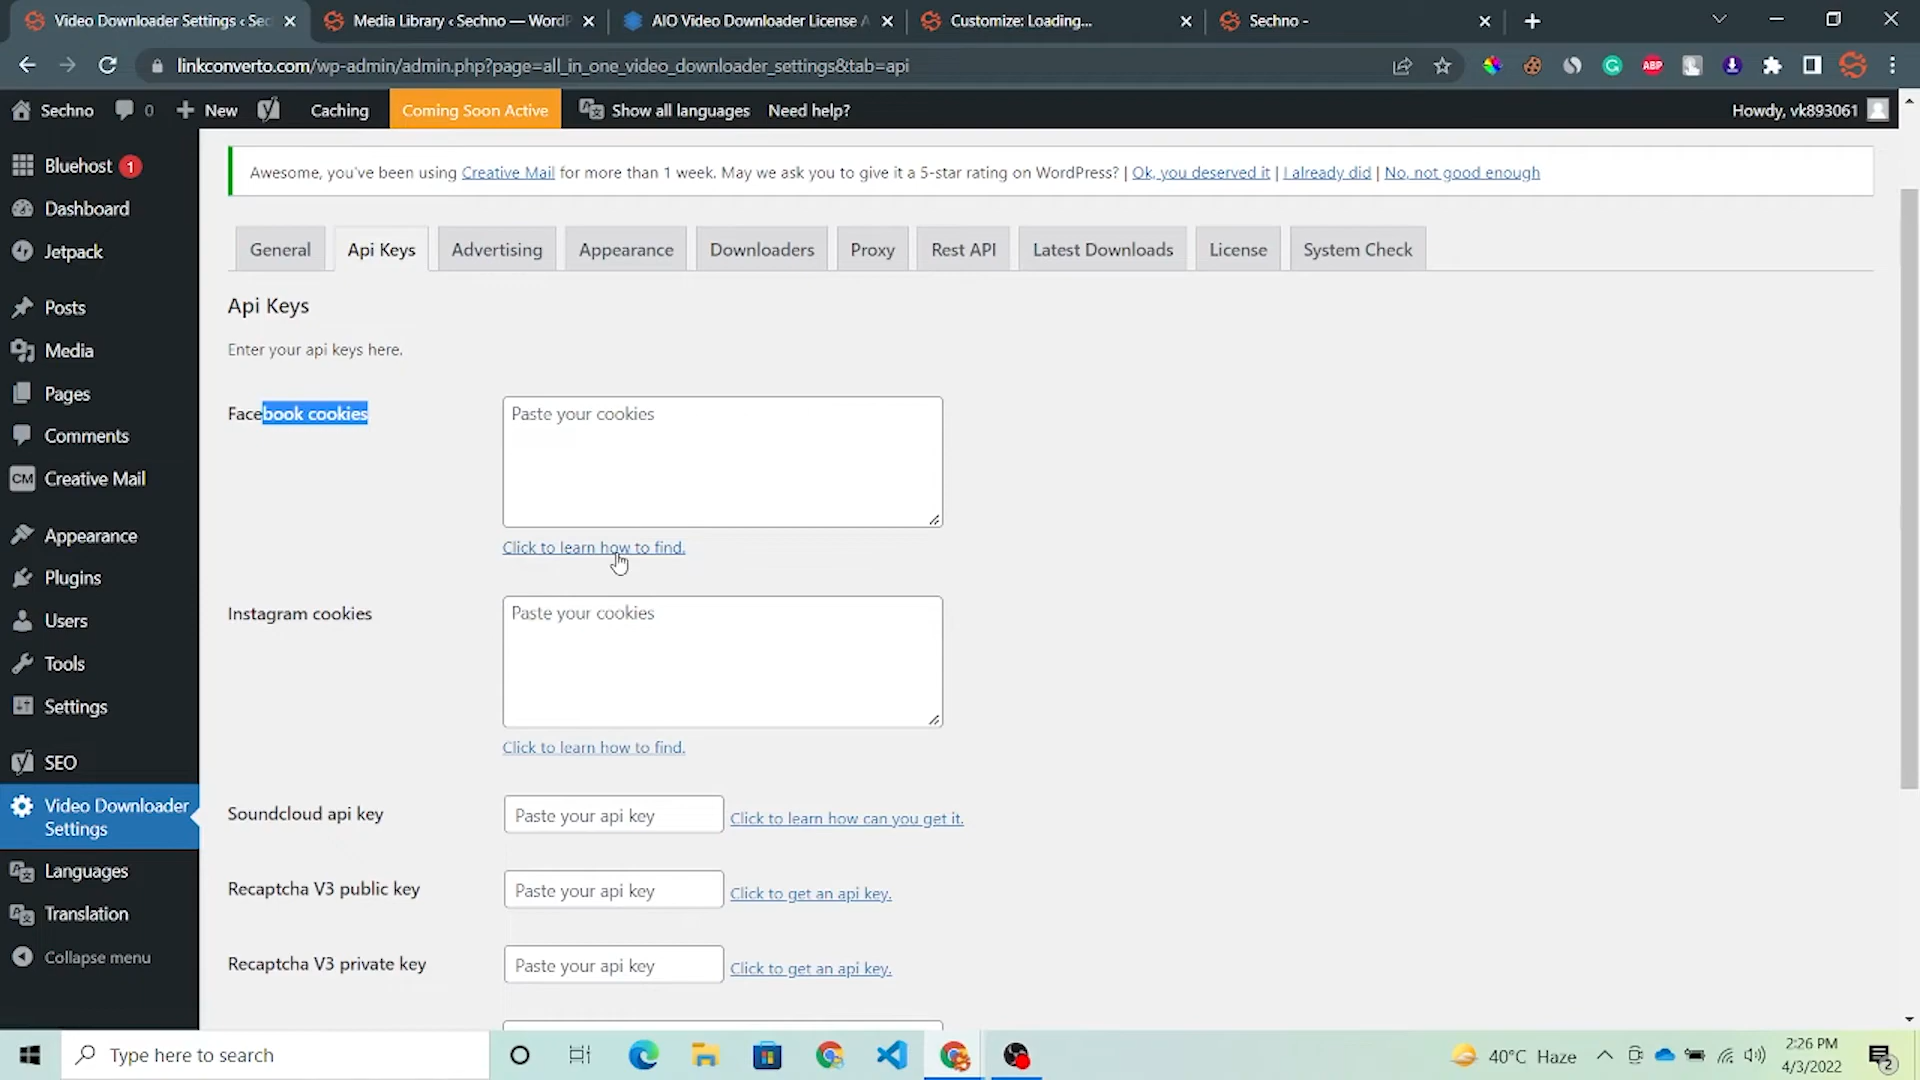 Video Downloader Settings ‹ Sec
Media Library ‹ Sechno — WordP
AIO Video Downloader License A
Customize: Loading...
Sechno -
linkconverto.com/wp-admin/admin.php?page=all_in_one_video_downloader_settings&tab=api
ABP
Sechno
0
New
Caching
Coming Soon Active
Show all languages
Need help?
Howdy, vk893061
Bluehost 1
Dashboard
Jetpack
Posts
Media
Pages
Comments
CM Creative Mail
Appearance
Plugins
Users
Tools
Settings
SEO
Video Downloader
Settings
Languages
Translation
Collapse menu
Awesome, you've been using Creative Mail for more than 1 week. May we ask you to give it a 5-star rating on WordPress? | Ok, you deserved it | I already did | No, not good enough
General
Api Keys
Advertising
Appearance
Downloaders
Proxy
Rest API
Latest Downloads
License
System Check
Api Keys
Enter your api keys here.
Facebook cookies
Paste your cookies
Click to learn how to find.
Instagram cookies
Paste your cookies
Click to learn how to find.
Soundcloud api key
Paste your api key
Click to learn how can you get it.
Recaptcha V3 public key
Paste your api key
Click to get an api key.
Recaptcha V3 private key
Paste your api key
Click to get an api key.
Type here to search
40°C Haze
2:26 PM
4/3/2022
2